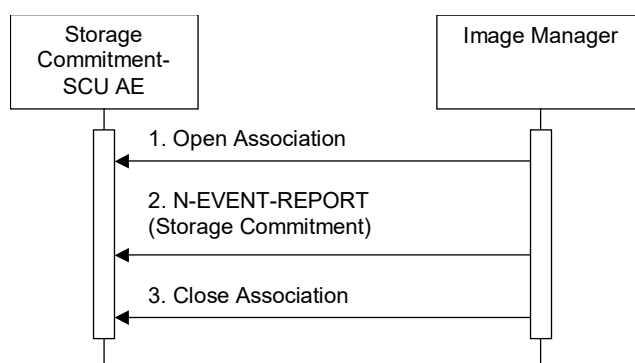 Storage
Commitment-
SCU AE
Image Manager
1. Open Association
2. N-EVENT-REPORT
(Storage Commitment)
3. Close Association